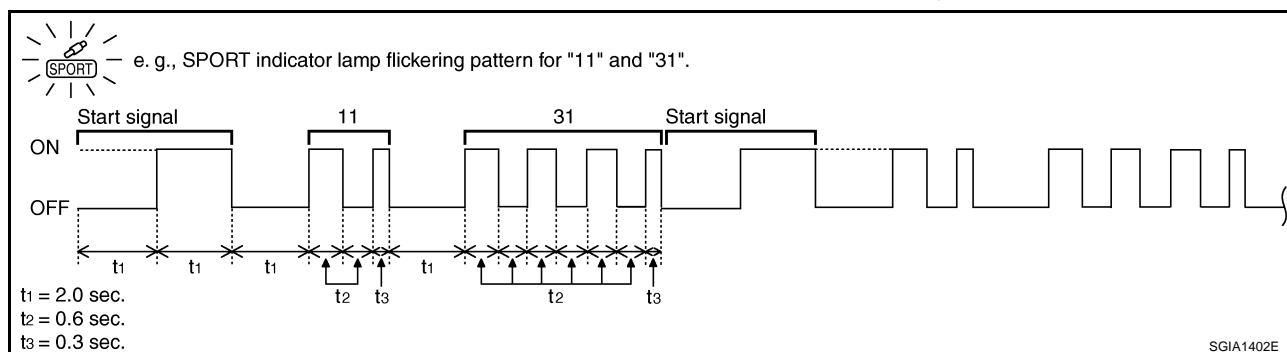 SPORT
e. g., SPORT indicator lamp flickering pattern for "11" and "31".
Start signal 11 31 Start signal
ON
OFF
t1 t1 t1 t1
t2 t3 t2 t3
t1 = 2.0 sec.
t2 = 0.6 sec.
t3 = 0.3 sec.
SGIA1402E